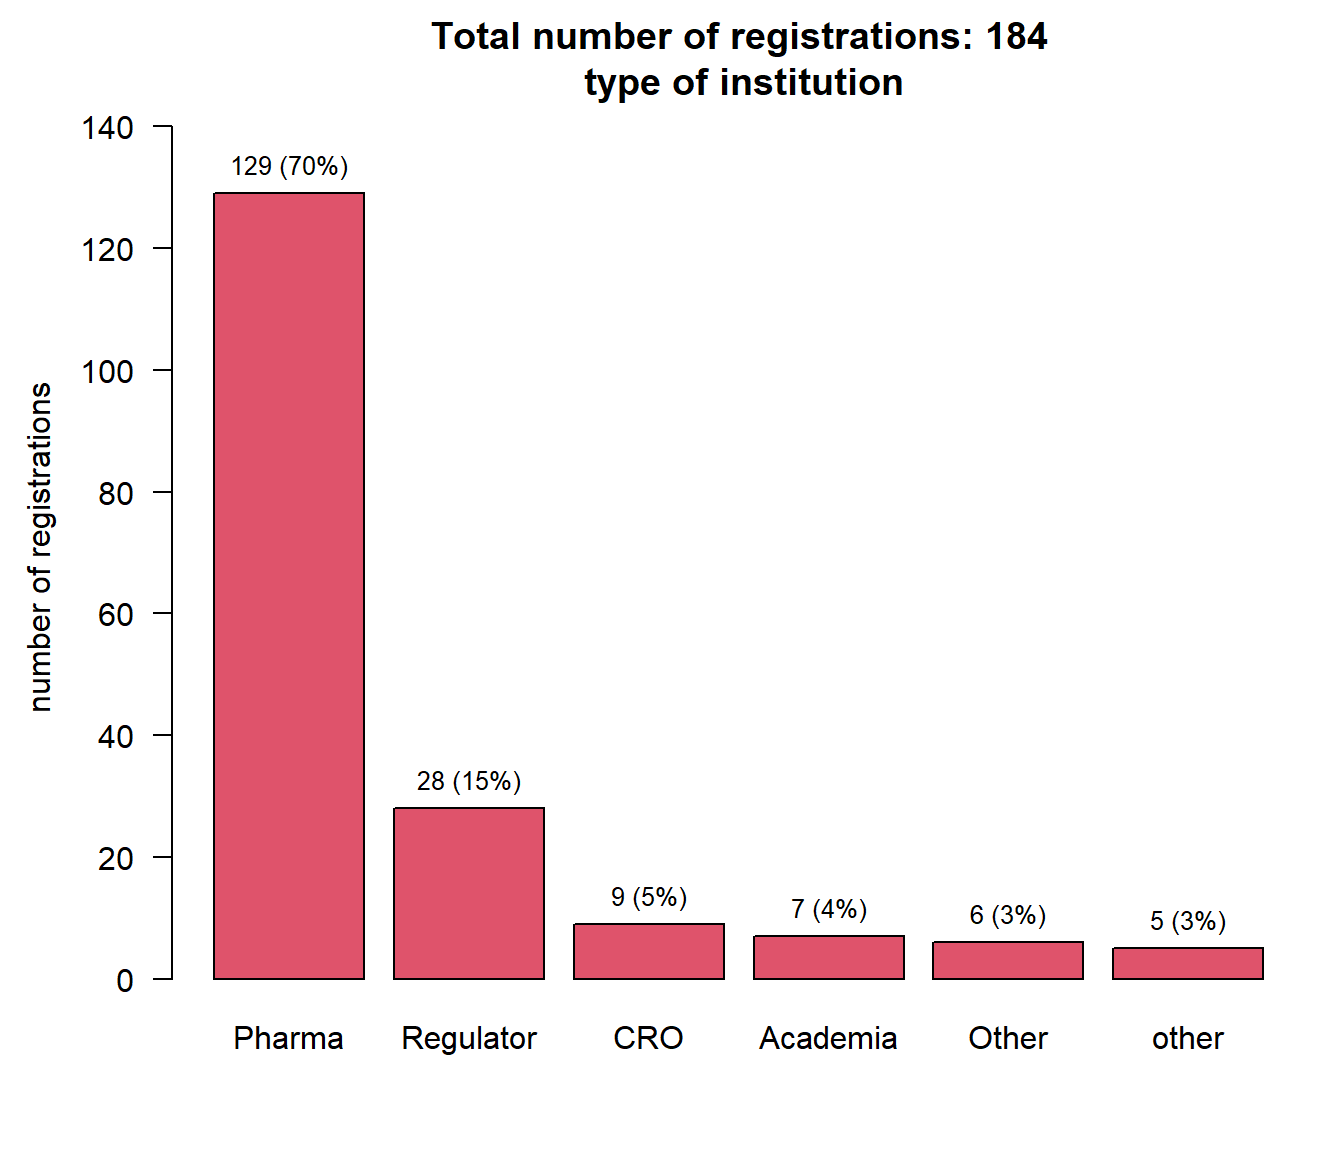 Total number of registrations: 184
type of institution
number of registrations
140
120
100
80
60
40
20
0
129 (70%)
28 (15%)
9 (5%)
7 (4%)
6 (3%)
5 (3%)
Pharma
Regulator
CRO
Academia
Other
other